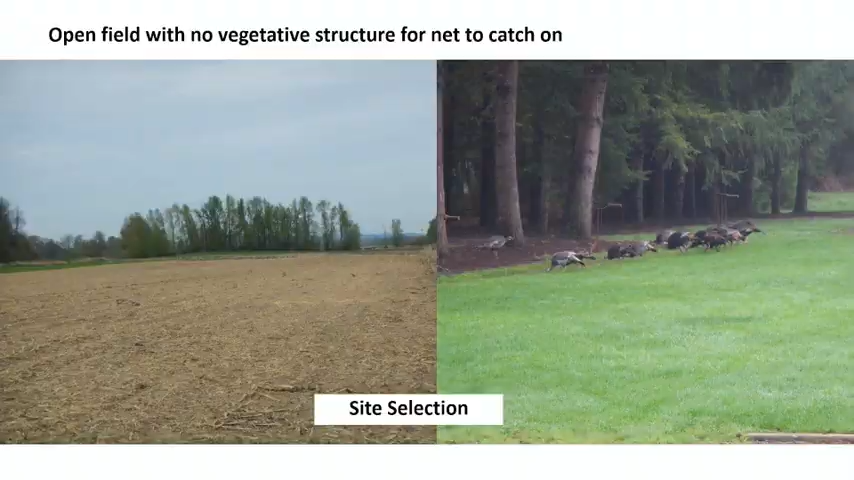 Open field with no vegetative structure for net to catch on
Site Selection